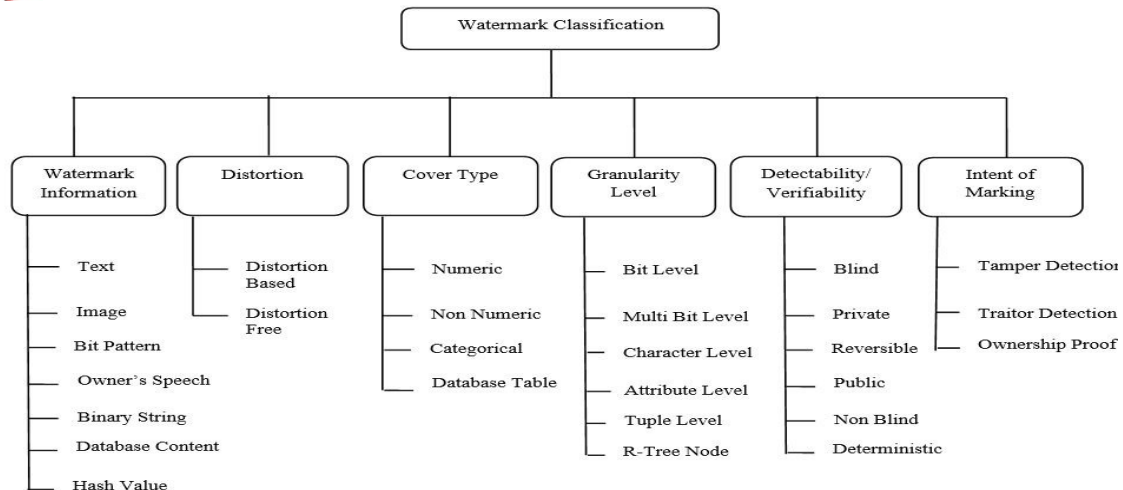 Watermark Classification
Watermark
Information
Distortion
Cover Type
Granularity
Level
Detectability/
Verifiability
Intent of
Marking
Text
Image
Bit Pattern
Owner's Speech
Binary String
Database Content
Hash Value
Distortion
Based
Distortion
Free
Numeric
Non Numeric
Categorical
Database Table
Bit Level
Multi Bit Level
Character Level
Attribute Level
Tuple Level
R-Tree Node
Blind
Private
Reversible
Public
Non Blind
Deterministic
Tamper Detection
Traitor Detection
Ownership Proof